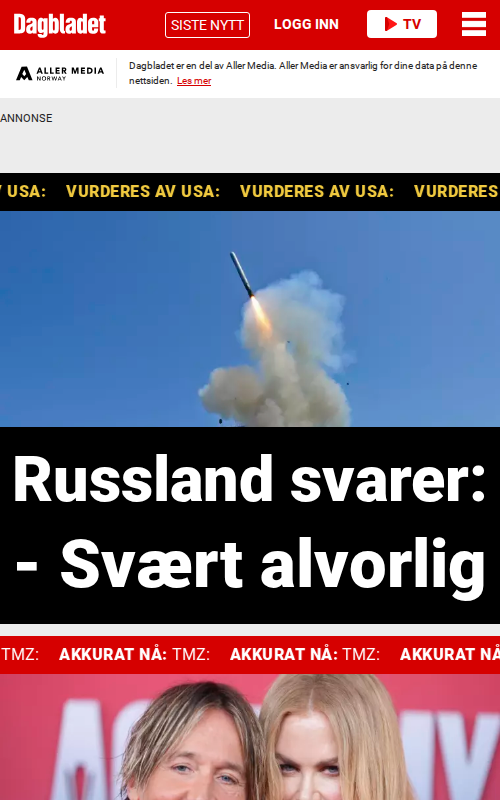 Dagbladet
SISTE NYTT
LOGG INN
TV
ALLER MEDIA
NORWAY
Dagbladet er en del av Aller Media. Aller Media er ansvarlig for dine data på denne
nettsiden. Les mer
ANNONSE
USA: VURDERES AV USA: VURDERES AV USA: VURDERES
Russland svarer:
- Svært alvorlig
TMZ: AKKURAT NÅ: TMZ: AKKURAT NÅ: TMZ: AKKURAT NÅ